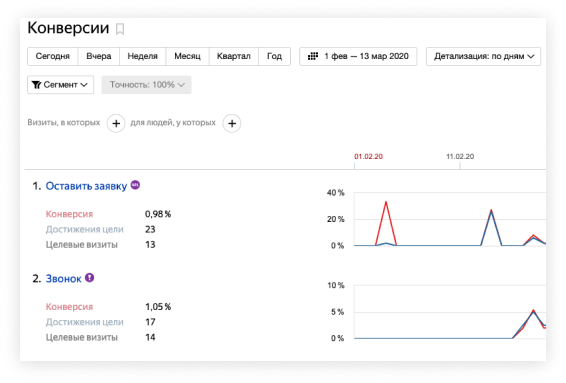 Конверсии
Сегодня Вчера Неделя Месяц Квартал Год 1 фев — 13 мар 2020 Детализация: по дням
Сегмент Точность: 100%
Визиты, в которых + для людей, у которых +
01.02.20 11.02.20
1. Оставить заявку
40 %
Конверсия 0,98 %
20 %
Достижения цели 23
Целевые визиты 13
0 %
2. Звонок
10 %
Конверсия 1,05 %
5 %
Достижения цели 17
Целевые визиты 14
0 %